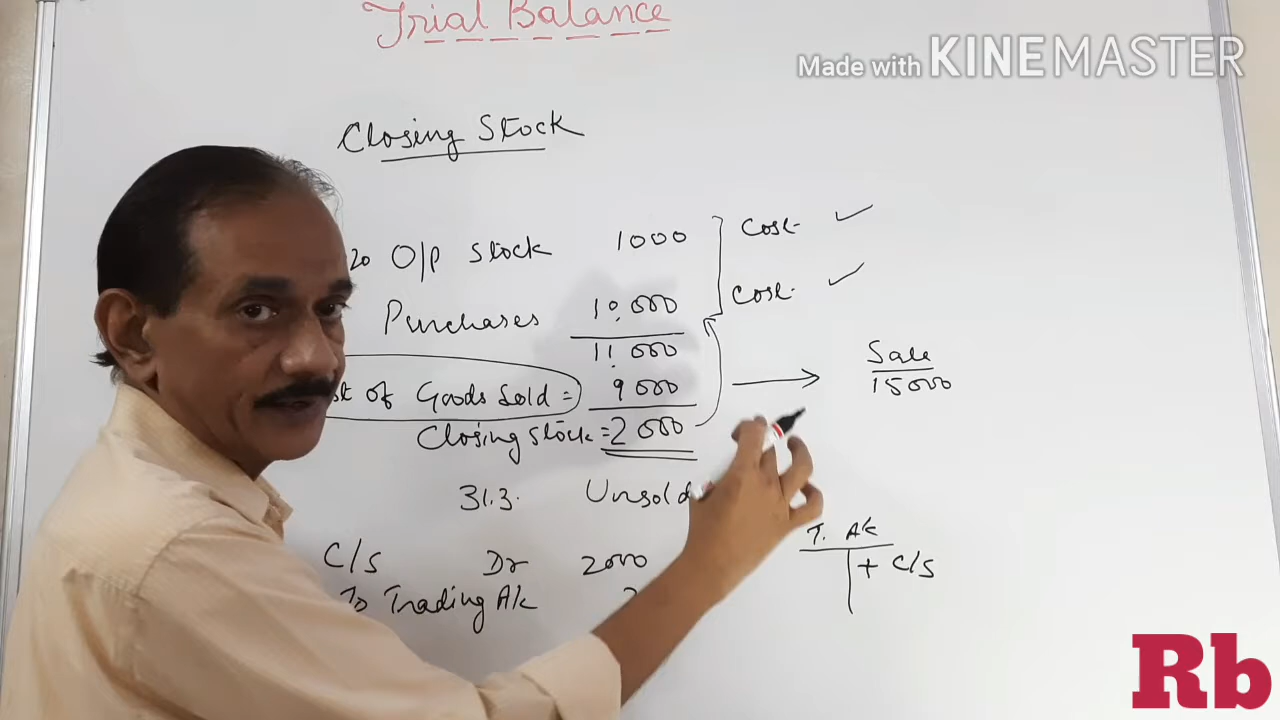 Trial Balance
Made with KINEMASTER
Closing Stock
20 O/P Stock 1000 Cost ✓
Purchases 10,000 Cost ✓
11,000
of Goods Sold = 9000
Sale
15000
Closing Stock = 2000
31.3. Unsold
T. A/c
C/S Dr 2000
+ C/S
To Trading A/c
Rb